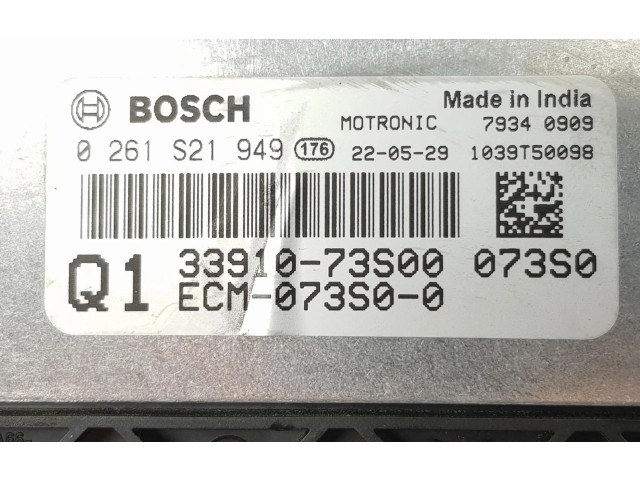 BOSCH Made in India
MOTRONIC 7934 0909
0 261 S21 949 176 22-05-29 1039T50098
Q1 33910-73S00 073S0
ECM-073S0-0